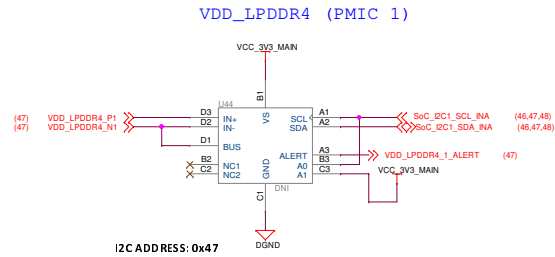 VDD_LPDDR4 (PMIC 1)
VCC_3V3_MAIN
U44
B1
VS
(47) VDD_LPDDR4_P1 D3 IN+ SCL A1 SoC_I2C1_SCL_INA (46,47,48)
(47) VDD_LPDDR4_N1 D2 IN- SDA A2 SoC_I2C1_SDA_INA (46,47,48)
D1 BUS
ALERT A3 VDD_LPDDR4_1_ALERT (47)
B2 NC1 A0 B3
C2 NC2 A1 C3 VCC_3V3_MAIN
GND
DNI
C1
DGND
I2C ADDRESS: 0x47